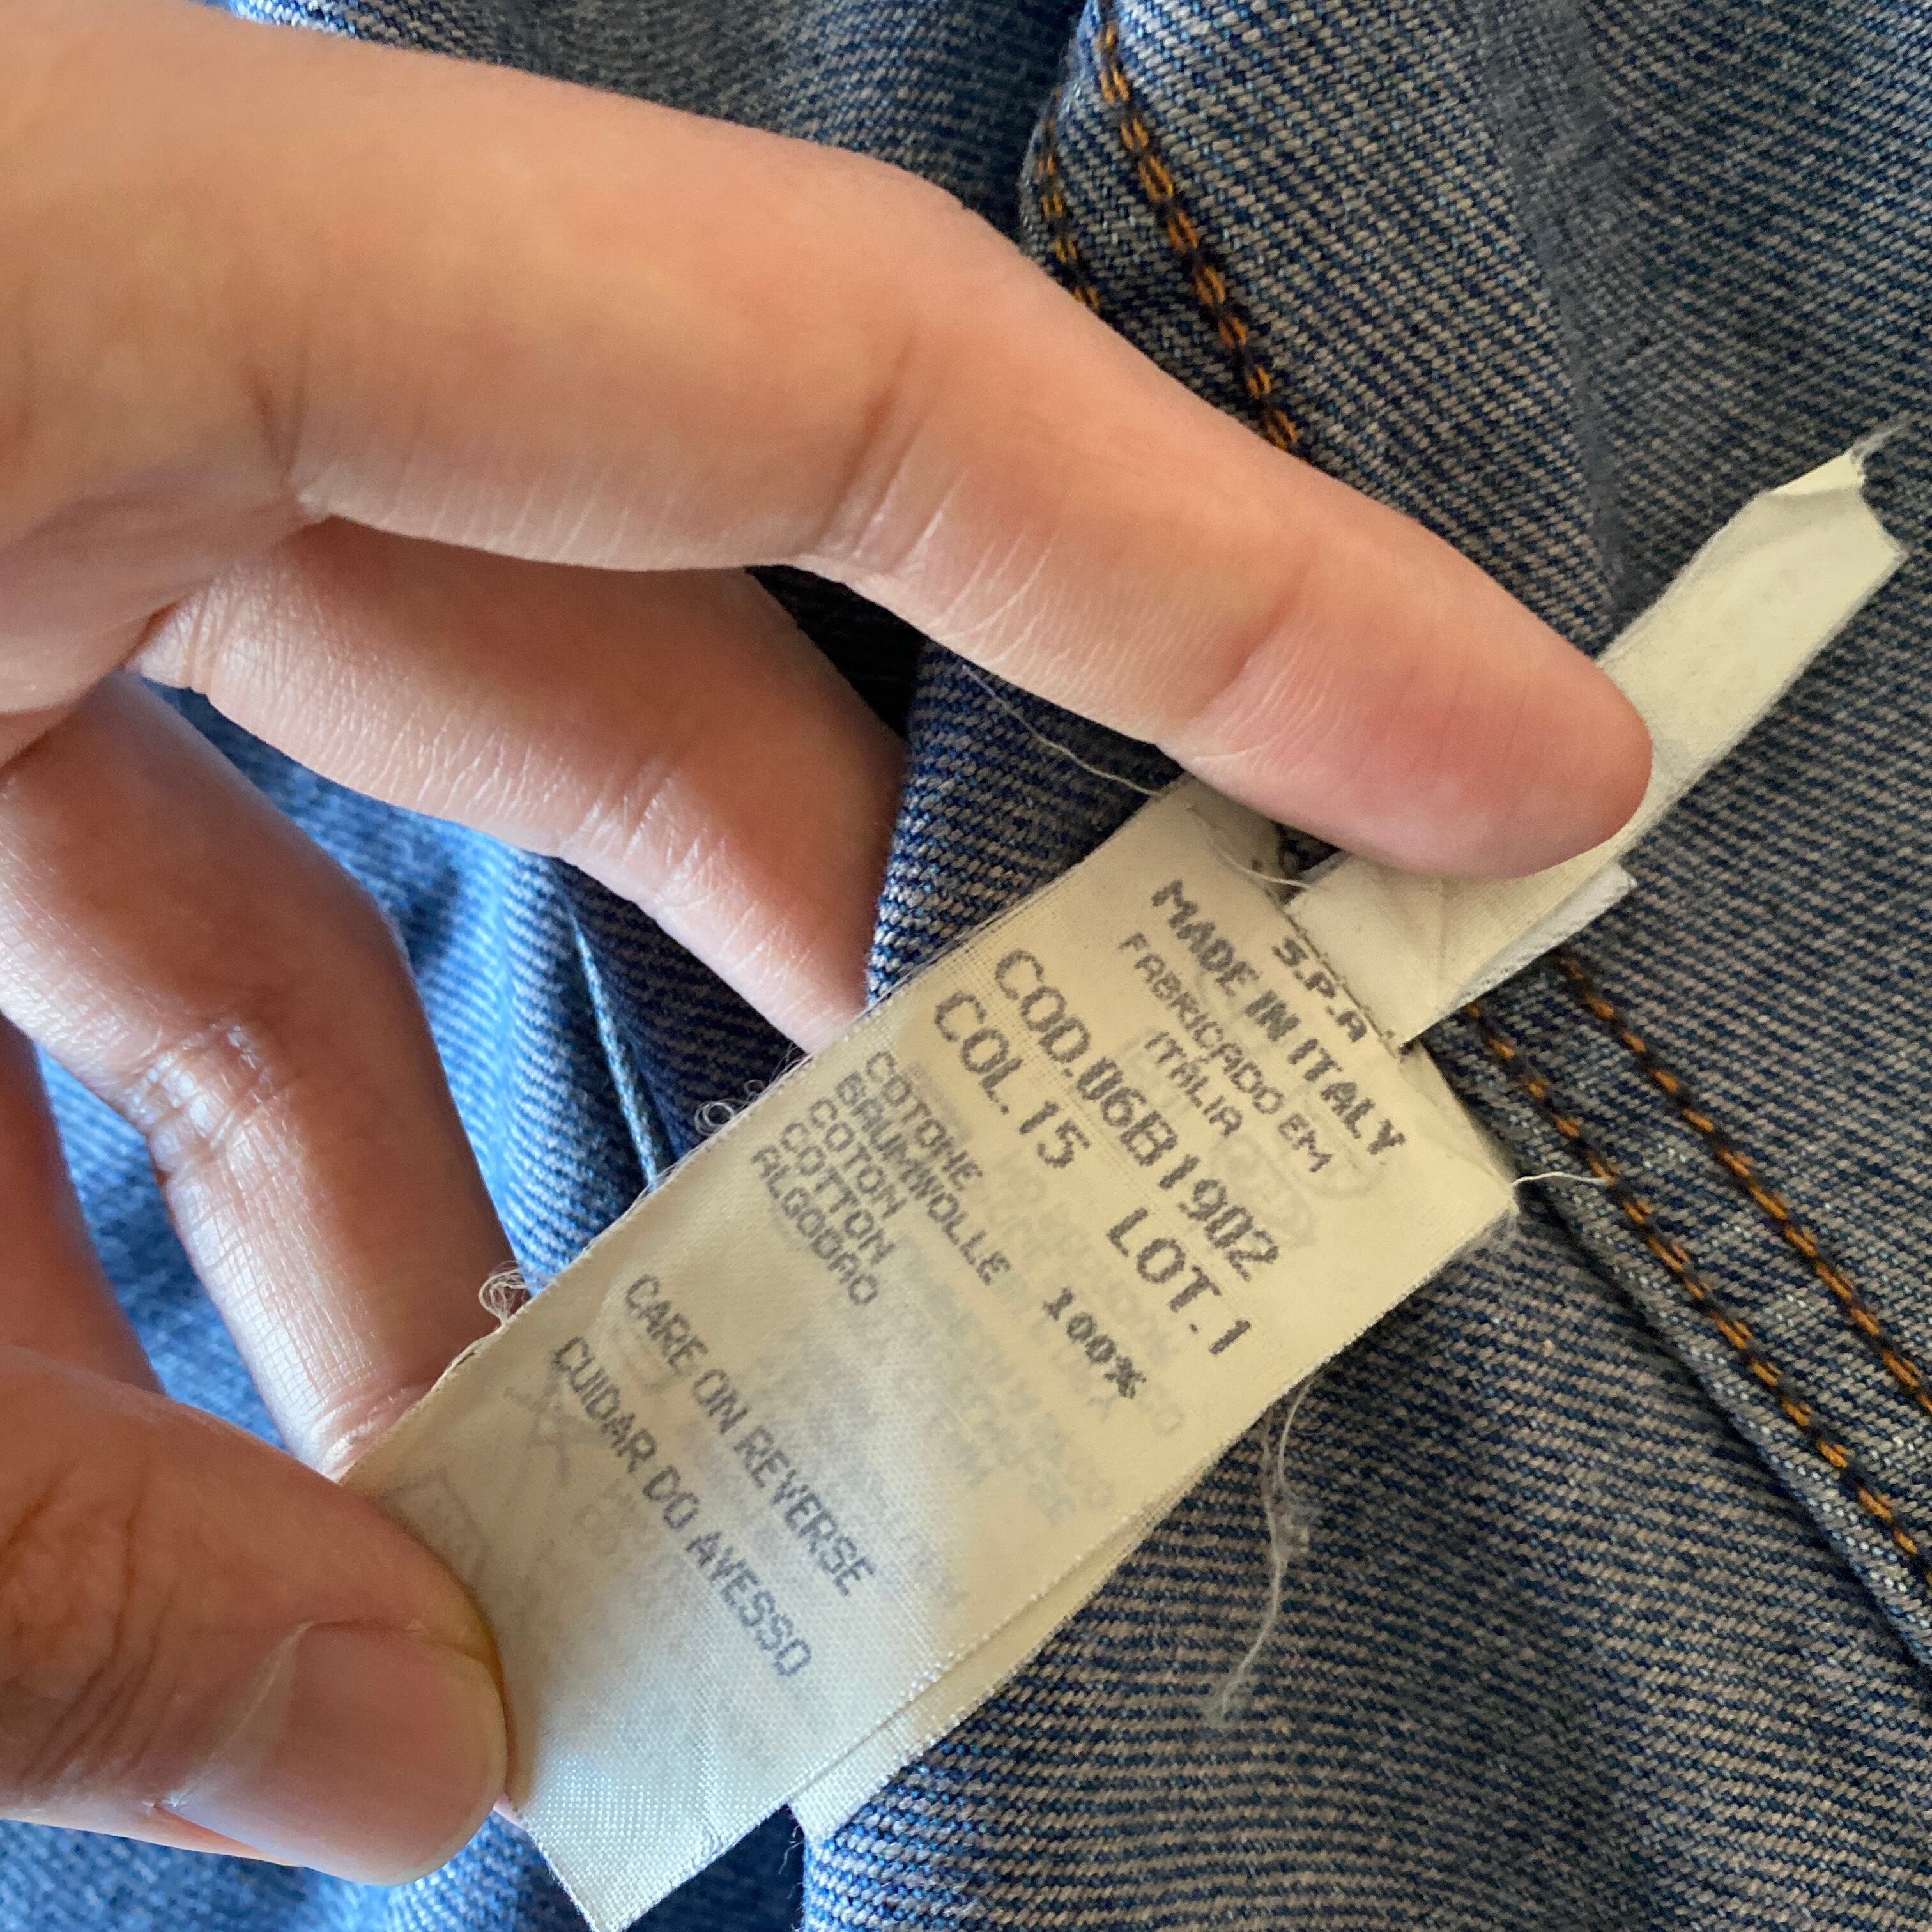 S.P.A
MADE IN ITALY
FABRICADO EM
ITÁLIA
COD.06B1902
COL.15 LOT.1
COTONE
BAUMWOLLE 100%
COTON
COTTON
ALGODAO
CARE ON REVERSE
CUIDAR DO AVESSO